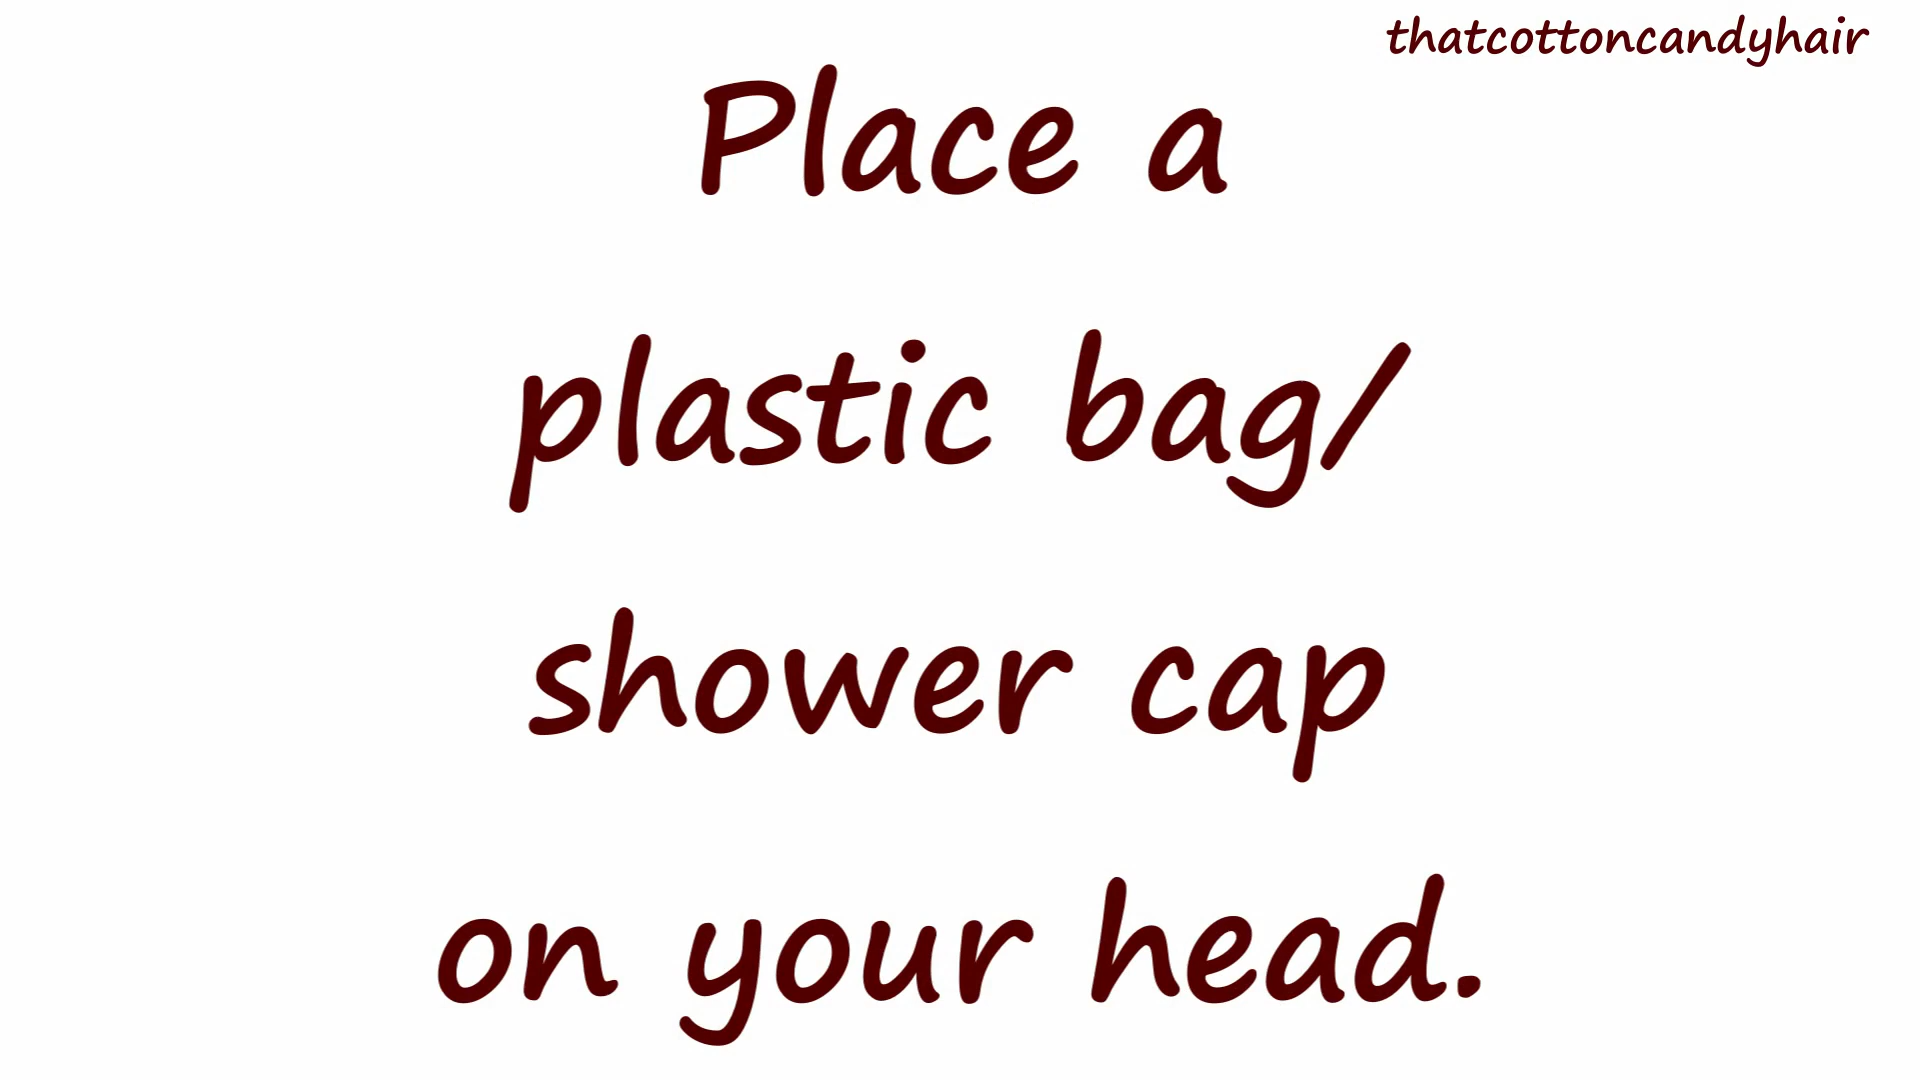 thatcottoncandyhair
Place a
plastic bag/
shower cap
on your head.